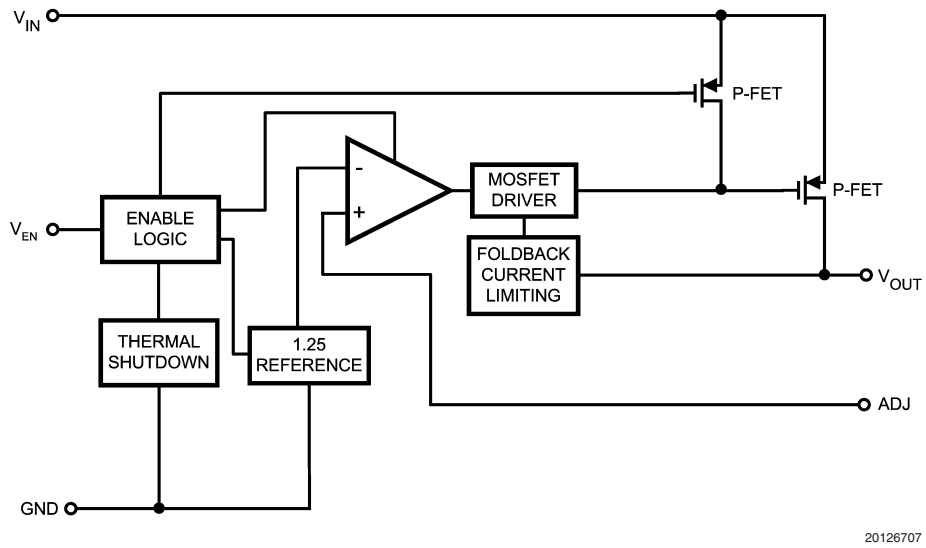 VIN
P-FET
-
MOSFET
DRIVER
P-FET
+
ENABLE
LOGIC
VEN
FOLDBACK
CURRENT
LIMITING
VOUT
THERMAL
SHUTDOWN
1.25
REFERENCE
ADJ
GND
20126707